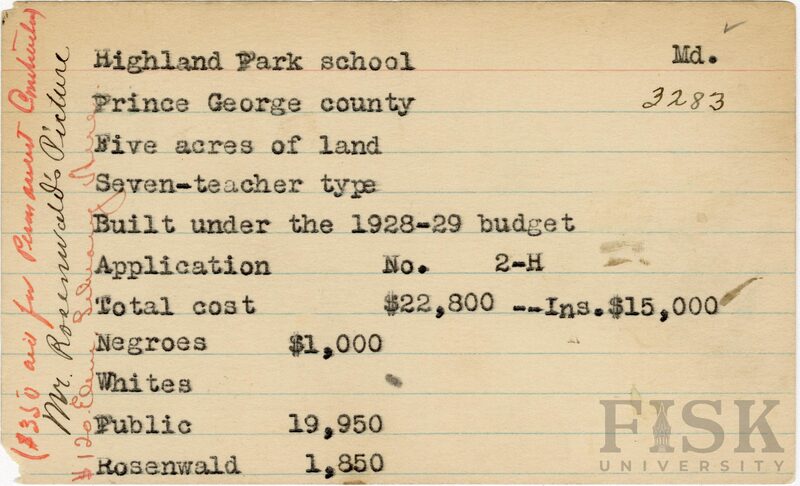 Highland Park school Md.
Prince George county 3283
Five acres of land
Seven-teacher type
Built under the 1928-29 budget
Application No. 2-H
Total cost $22,800 --Ins.$15,000
Negroes $1,000
Whites
Public 19,950
Rosenwald 1,850
($350 aid for Permanent Construction)
Mr. Rosenwald's Picture
$120 Library
FISK
UNIVERSITY